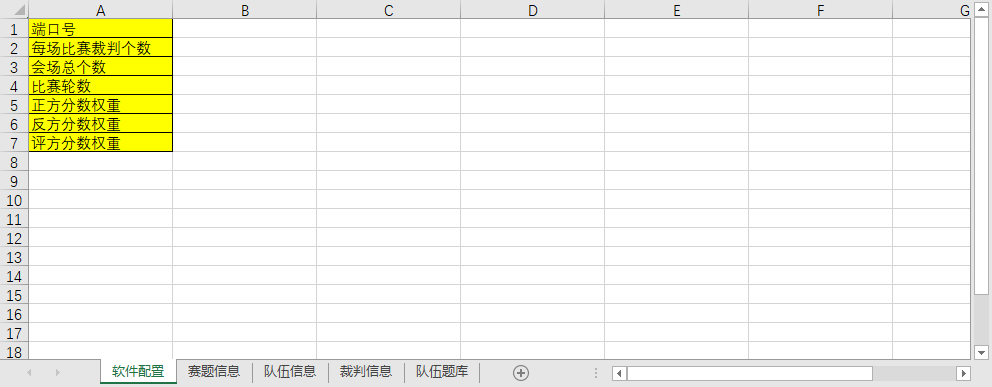 A B C D E F G
1 端口号
2 每场比赛裁判个数
3 会场总个数
4 比赛轮数
5 正方分数权重
6 反方分数权重
7 评方分数权重
8
9
10
11
12
13
14
15
16
17
18
软件配置 赛题信息 队伍信息 裁判信息 队伍题库